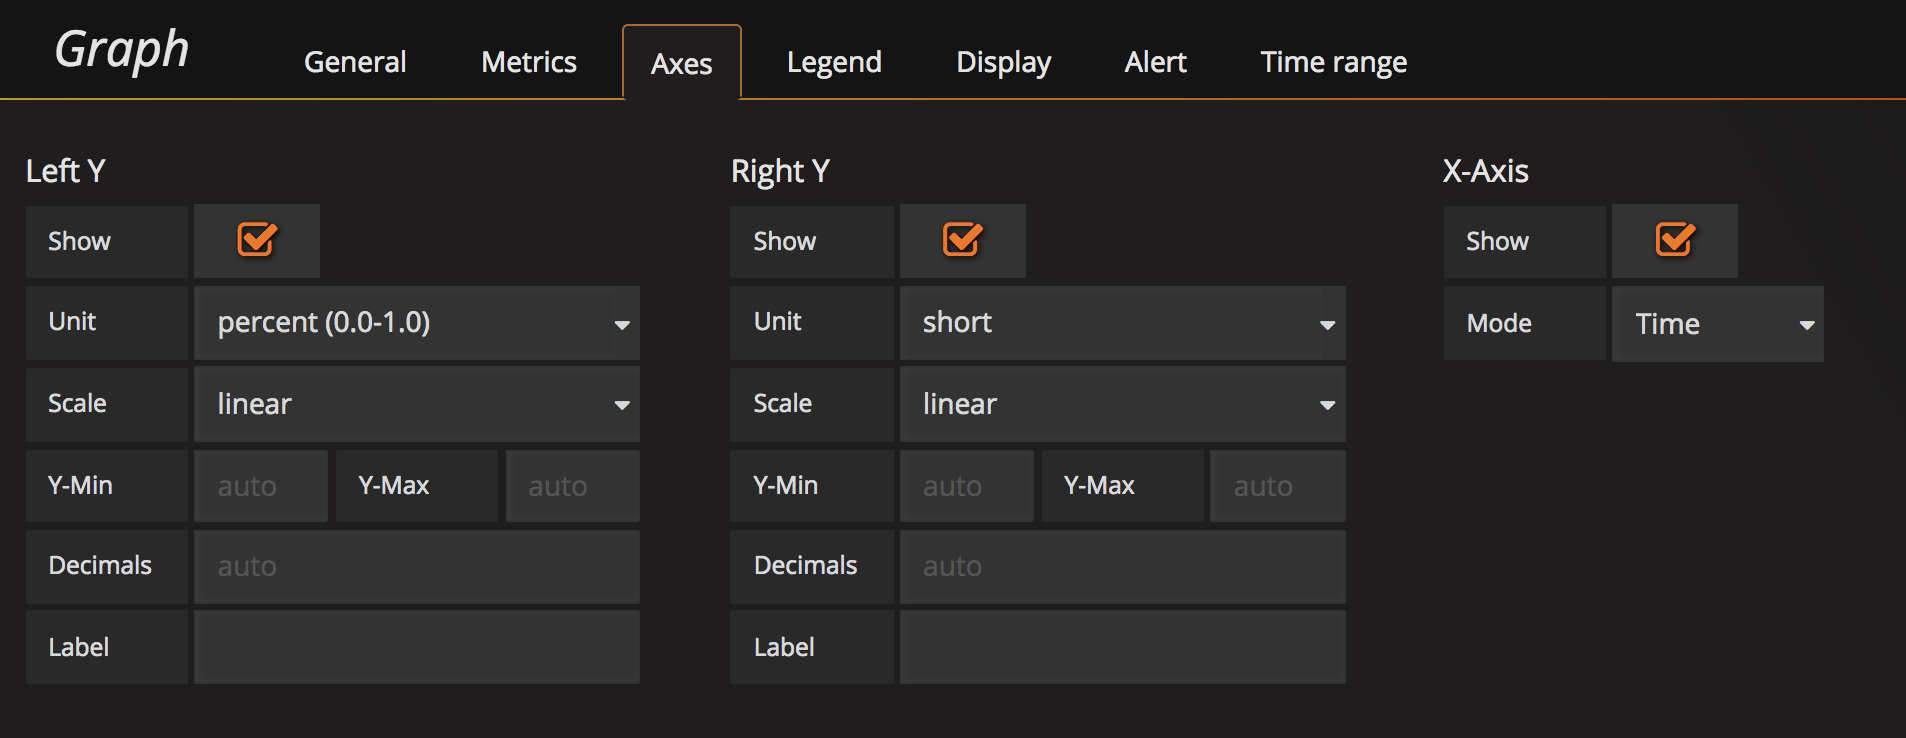 Graph General Metrics Axes Legend Display Alert Time range
Left Y
Show
Unit percent (0.0-1.0)
Scale linear
Y-Min auto Y-Max auto
Decimals auto
Label
Right Y
Show
Unit short
Scale linear
Y-Min auto Y-Max auto
Decimals auto
Label
X-Axis
Show
Mode Time